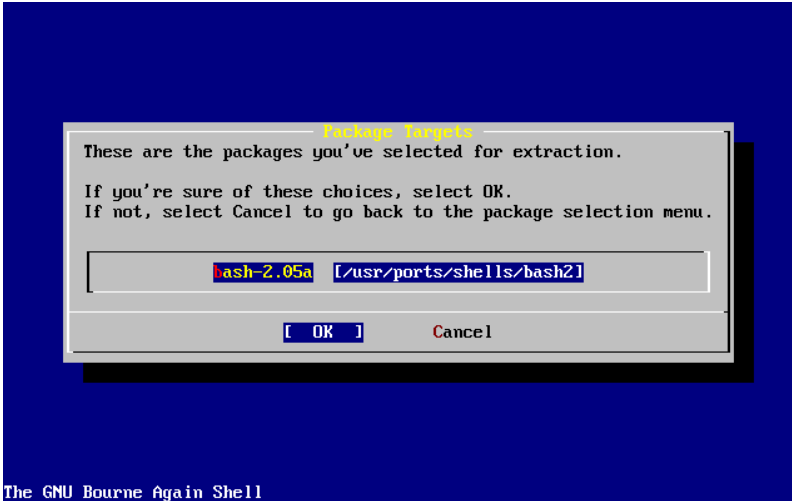 Package Targets
These are the packages you've selected for extraction.
If you're sure of these choices, select OK.
If not, select Cancel to go back to the package selection menu.
bash-2.05a [/usr/ports/shells/bash2]
[ OK ] Cancel
The GNU Bourne Again Shell